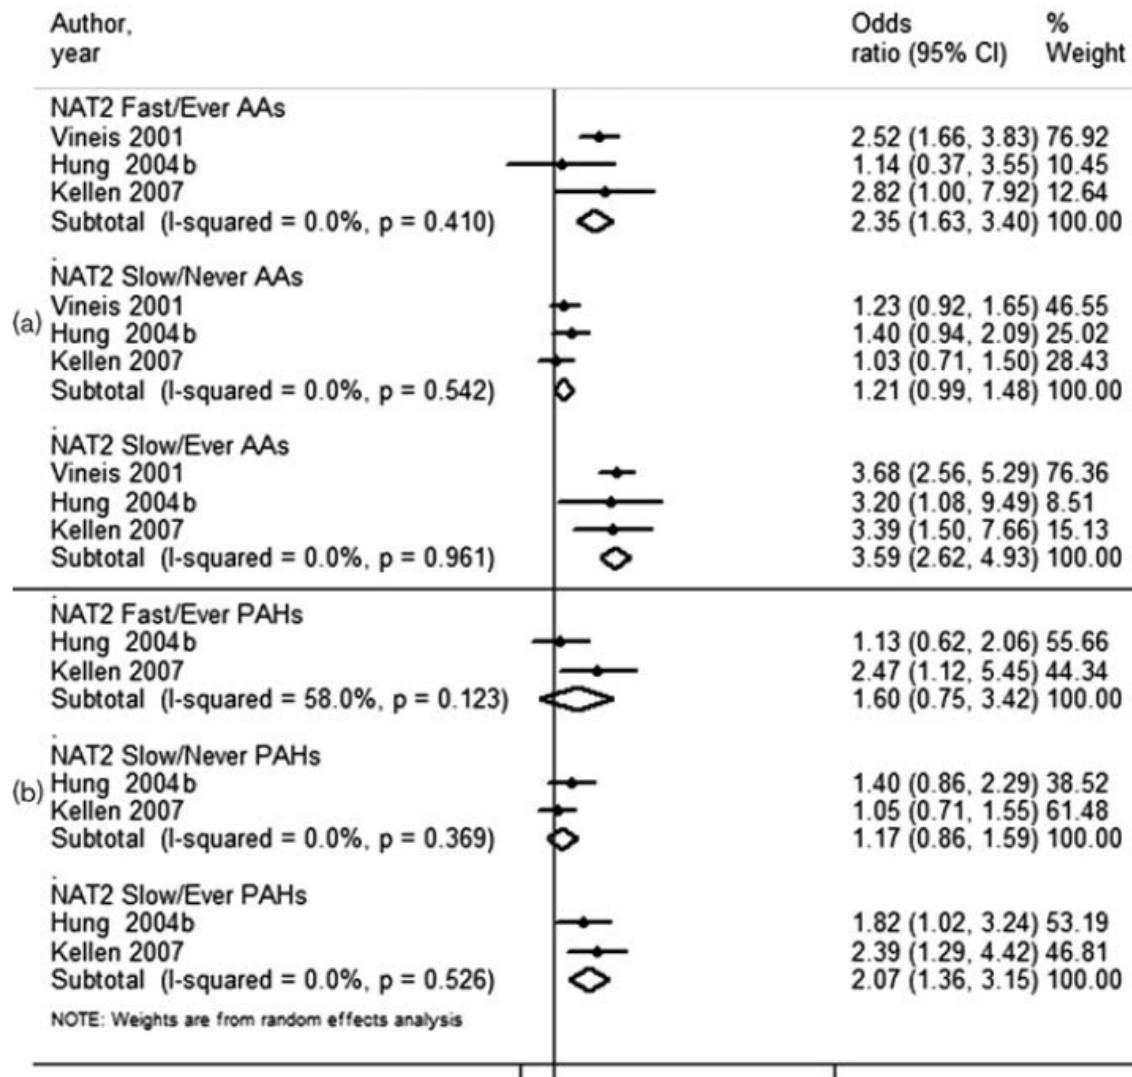 Author, Odds %
year ratio (95% CI) Weight
NAT2 Fast/Ever AAs
Vineis 2001 2.52 (1.66, 3.83) 76.92
Hung 2004b 1.14 (0.37, 3.55) 10.45
Kellen 2007 2.82 (1.00, 7.92) 12.64
Subtotal (I-squared = 0.0%, p = 0.410) 2.35 (1.63, 3.40) 100.00
.
NAT2 Slow/Never AAs
Vineis 2001 1.23 (0.92, 1.65) 46.55
(a) Hung 2004b 1.40 (0.94, 2.09) 25.02
Kellen 2007 1.03 (0.71, 1.50) 28.43
Subtotal (I-squared = 0.0%, p = 0.542) 1.21 (0.99, 1.48) 100.00
.
NAT2 Slow/Ever AAs
Vineis 2001 3.68 (2.56, 5.29) 76.36
Hung 2004b 3.20 (1.08, 9.49) 8.51
Kellen 2007 3.39 (1.50, 7.66) 15.13
Subtotal (I-squared = 0.0%, p = 0.961) 3.59 (2.62, 4.93) 100.00
NAT2 Fast/Ever PAHs
Hung 2004b 1.13 (0.62, 2.06) 55.66
Kellen 2007 2.47 (1.12, 5.45) 44.34
Subtotal (I-squared = 58.0%, p = 0.123) 1.60 (0.75, 3.42) 100.00
.
NAT2 Slow/Never PAHs
(b) Hung 2004b 1.40 (0.86, 2.29) 38.52
Kellen 2007 1.05 (0.71, 1.55) 61.48
Subtotal (I-squared = 0.0%, p = 0.369) 1.17 (0.86, 1.59) 100.00
.
NAT2 Slow/Ever PAHs
Hung 2004b 1.82 (1.02, 3.24) 53.19
Kellen 2007 2.39 (1.29, 4.42) 46.81
Subtotal (I-squared = 0.0%, p = 0.526) 2.07 (1.36, 3.15) 100.00
NOTE: Weights are from random effects analysis